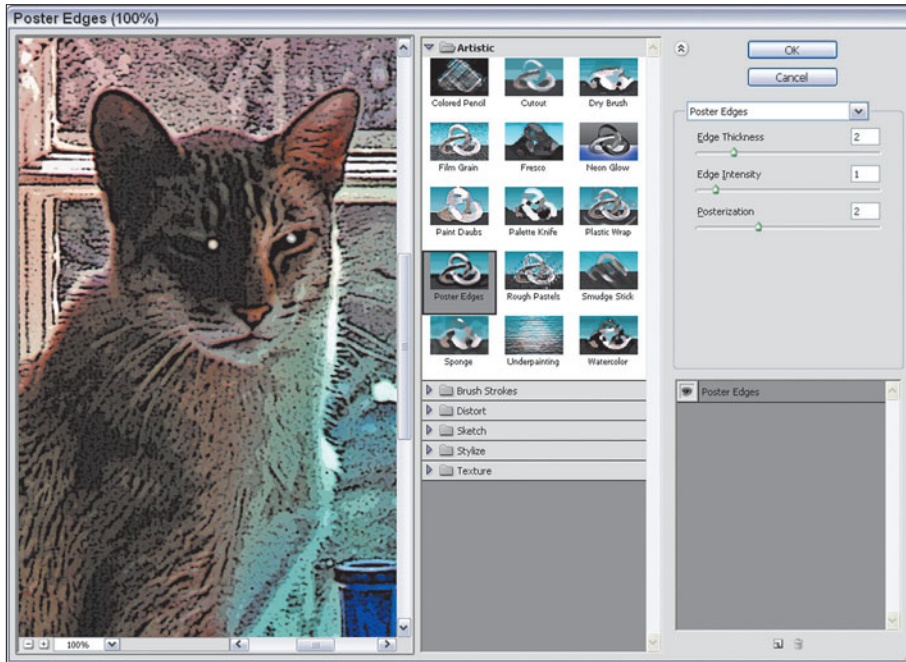 Poster Edges (100%)
Artistic
Colored Pencil Cutout Dry Brush
Film Grain Fresco Neon Glow
Paint Daubs Palette Knife Plastic Wrap
Poster Edges Rough Pastels Smudge Stick
Sponge Underpainting Watercolor
Brush Strokes
Distort
Sketch
Stylize
Texture
100%
OK
Cancel
Poster Edges
Edge Thickness 2
Edge Intensity 1
Posterization 2
Poster Edges